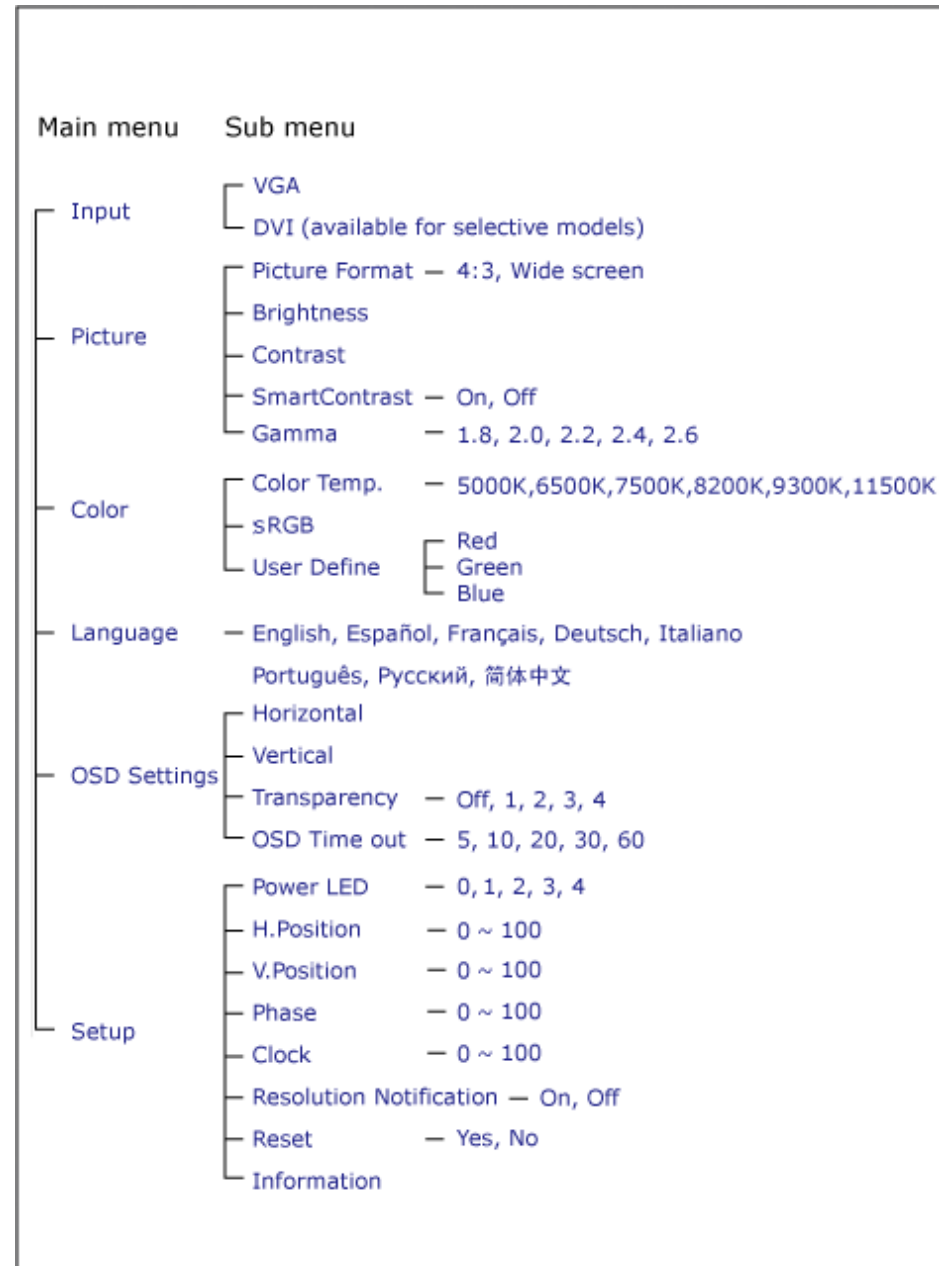 Main menu Sub menu
VGA
Input
DVI (available for selective models)
Picture Format — 4:3, Wide screen
Brightness
Picture
Contrast
SmartContrast — On, Off
Gamma — 1.8, 2.0, 2.2, 2.4, 2.6
Color Temp. — 5000K,6500K,7500K,8200K,9300K,11500K
Color
sRGB
Red
User Define
Green
Blue
Language — English, Español, Français, Deutsch, Italiano
Português, Русский, 简体中文
Horizontal
Vertical
OSD Settings
Transparency — Off, 1, 2, 3, 4
OSD Time out — 5, 10, 20, 30, 60
Power LED — 0, 1, 2, 3, 4
H.Position — 0 ~ 100
V.Position — 0 ~ 100
Phase — 0 ~ 100
Setup
Clock — 0 ~ 100
Resolution Notification — On, Off
Reset — Yes, No
Information